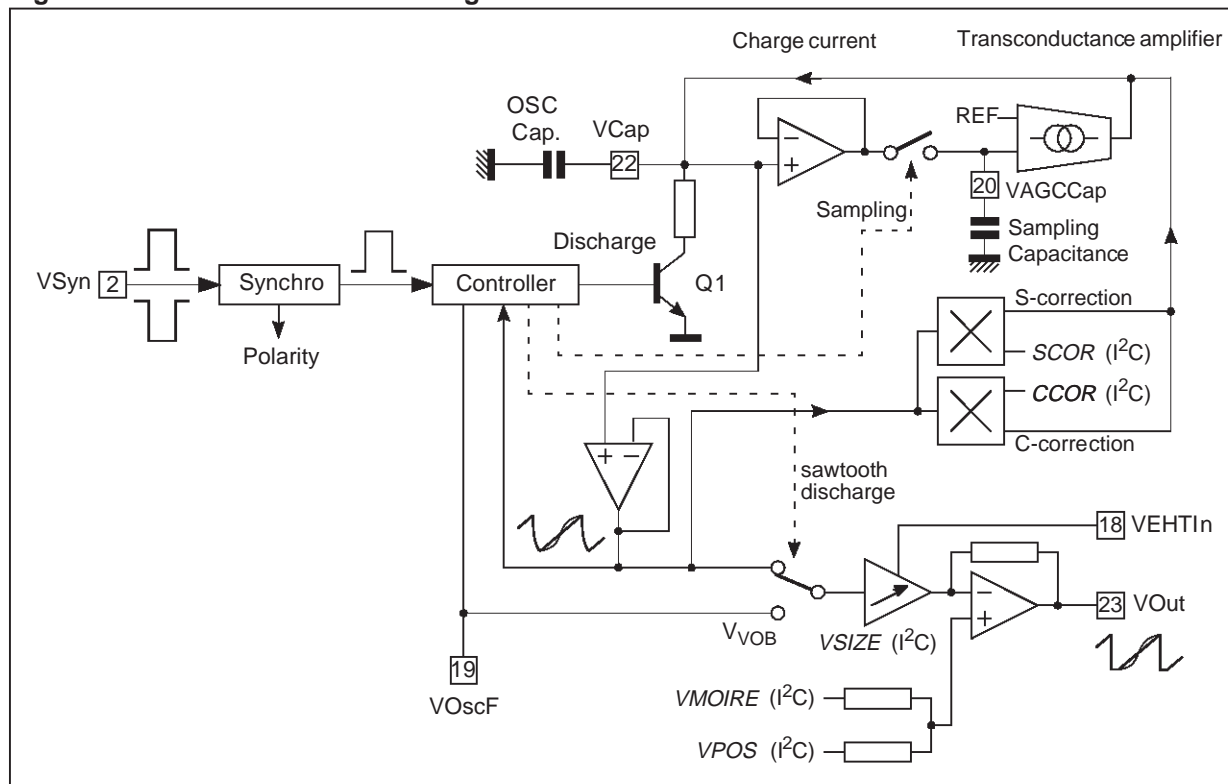 Charge current
Transconductance amplifier
OSC
Cap.
VCap
22
REF
20
VAGCCap
Sampling
Sampling
Capacitance
Discharge
Q1
VSyn
2
Synchro
Controller
Polarity
S-correction
SCOR (I²C)
CCOR (I²C)
C-correction
+
−
−
+
sawtooth
discharge
18
VEHTIn
−
+
23
VOut
V_VOB
VSIZE (I²C)
19
VOscF
VMOIRE (I²C)
VPOS (I²C)